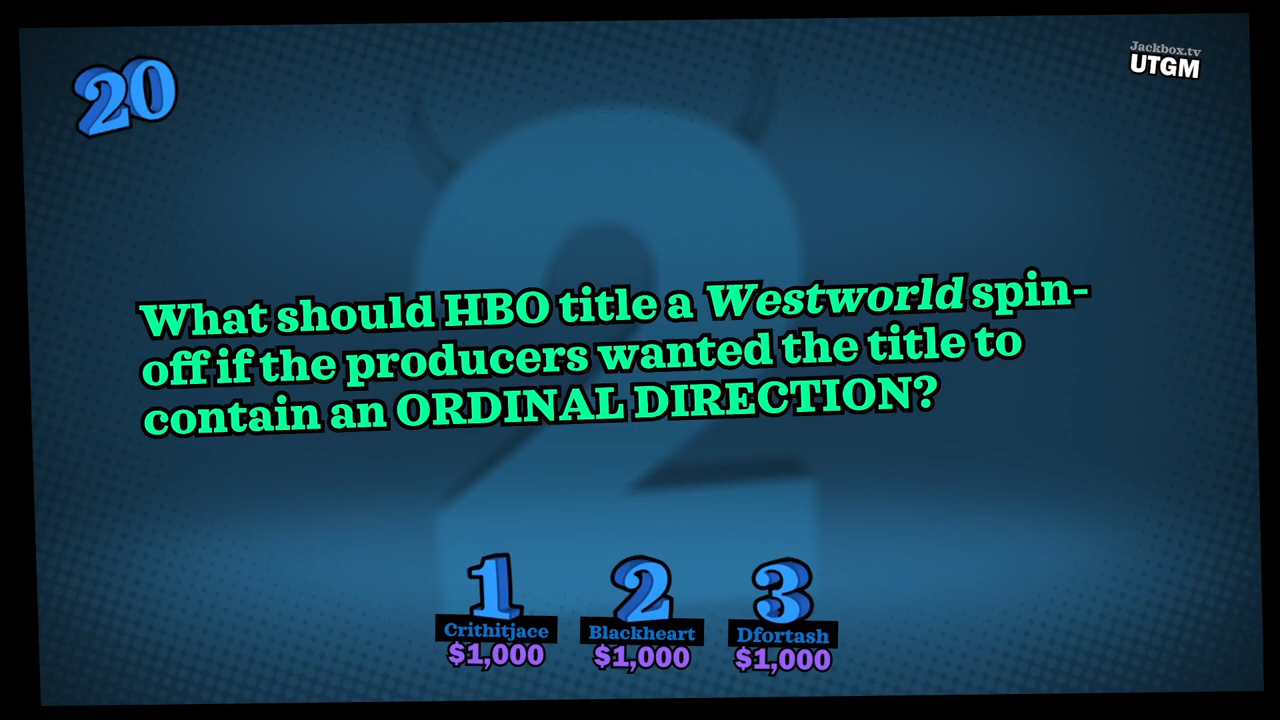 20
Jackbox.tv
UTGM
What should HBO title a Westworld spin-
off if the producers wanted the title to
contain an ORDINAL DIRECTION?
1 2 3
Crithitjace Blackheart Dfortash
$1,000 $1,000 $1,000